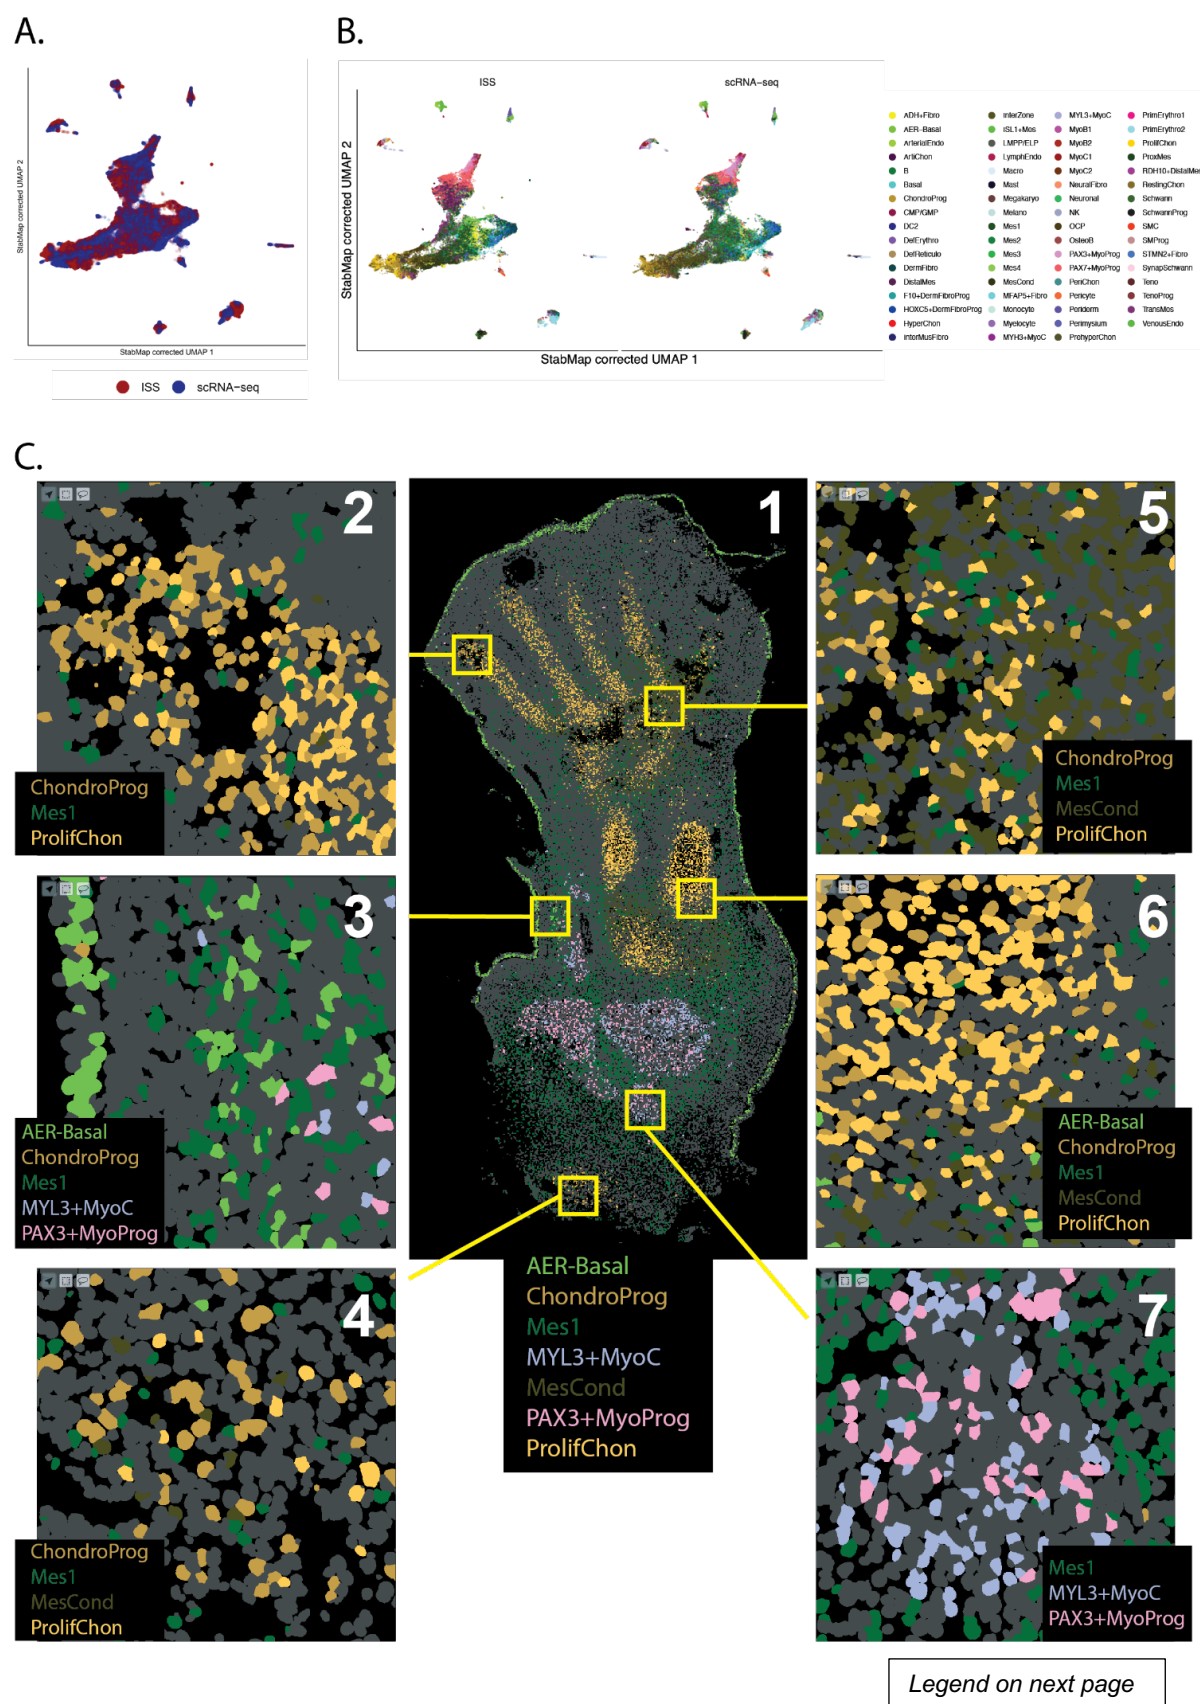 A.
B.
StabMap corrected UMAP 2
StabMap corrected UMAP 1
ISS
scRNA-seq
ISS
scRNA-seq
StabMap corrected UMAP 2
StabMap corrected UMAP 1
ADH+Fibro
AER-Basal
ArterialEndo
ArtiChon
B
Basal
ChondroProg
CMP/GMP
DC2
DefErythro
DefReticulo
DermFibro
DistalMes
F10+DermFibroProg
HOXC5+DermFibroProg
HyperChon
InterMusFibro
InterZone
ISL1+Mes
LMPP/ELP
LymphEndo
Macro
Mast
Megakaryo
Melano
Mes1
Mes2
Mes3
Mes4
MesCond
MFAP5+Fibro
Monocyte
Myelocyte
MYH3+MyoC
MYL3+MyoC
MyoB1
MyoB2
MyoC1
MyoC2
NeuralFibro
Neuronal
NK
OCP
OsteoB
PAX3+MyoProg
PAX7+MyoProg
PeriChon
Pericyte
Periderm
Perimysium
PrehyperChon
PrimErythro1
PrimErythro2
ProlifChon
ProxMes
RDH10+DistalMes
RestingChon
Schwann
SchwannProg
SMC
SMProg
STMN2+Fibro
SynapSchwann
Teno
TenoProg
TransMes
VenousEndo
C.
2
ChondroProg
Mes1
ProlifChon
3
AER-Basal
ChondroProg
Mes1
MYL3+MyoC
PAX3+MyoProg
4
ChondroProg
Mes1
MesCond
ProlifChon
1
AER-Basal
ChondroProg
Mes1
MYL3+MyoC
MesCond
PAX3+MyoProg
ProlifChon
5
ChondroProg
Mes1
MesCond
ProlifChon
6
AER-Basal
ChondroProg
Mes1
MesCond
ProlifChon
7
Mes1
MYL3+MyoC
PAX3+MyoProg
Legend on next page